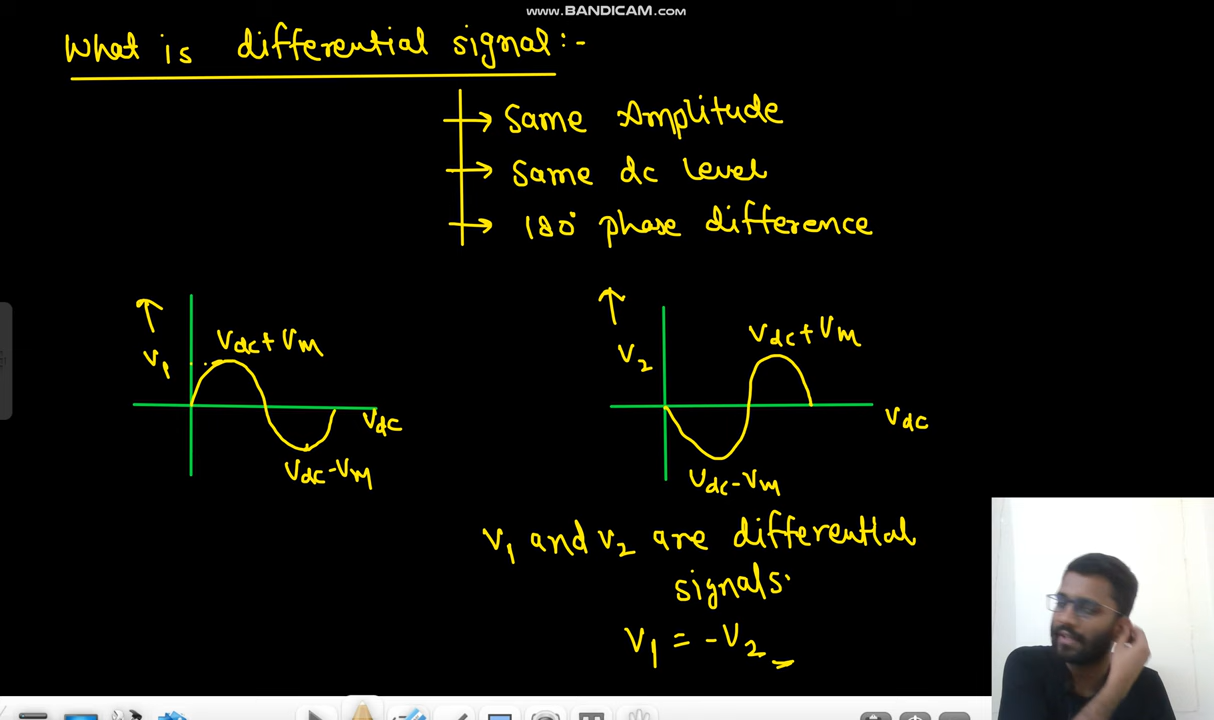 WWW.BANDICAM.COM
What is differential signal:-
→ Same Amplitude
→ Same dc level
→ 180° phase difference
V1
Vdc+Vm
Vdc
Vdc-Vm
V2
Vdc+Vm
Vdc
Vdc-Vm
V1 and V2 are differential
signals.
V1 = -V2